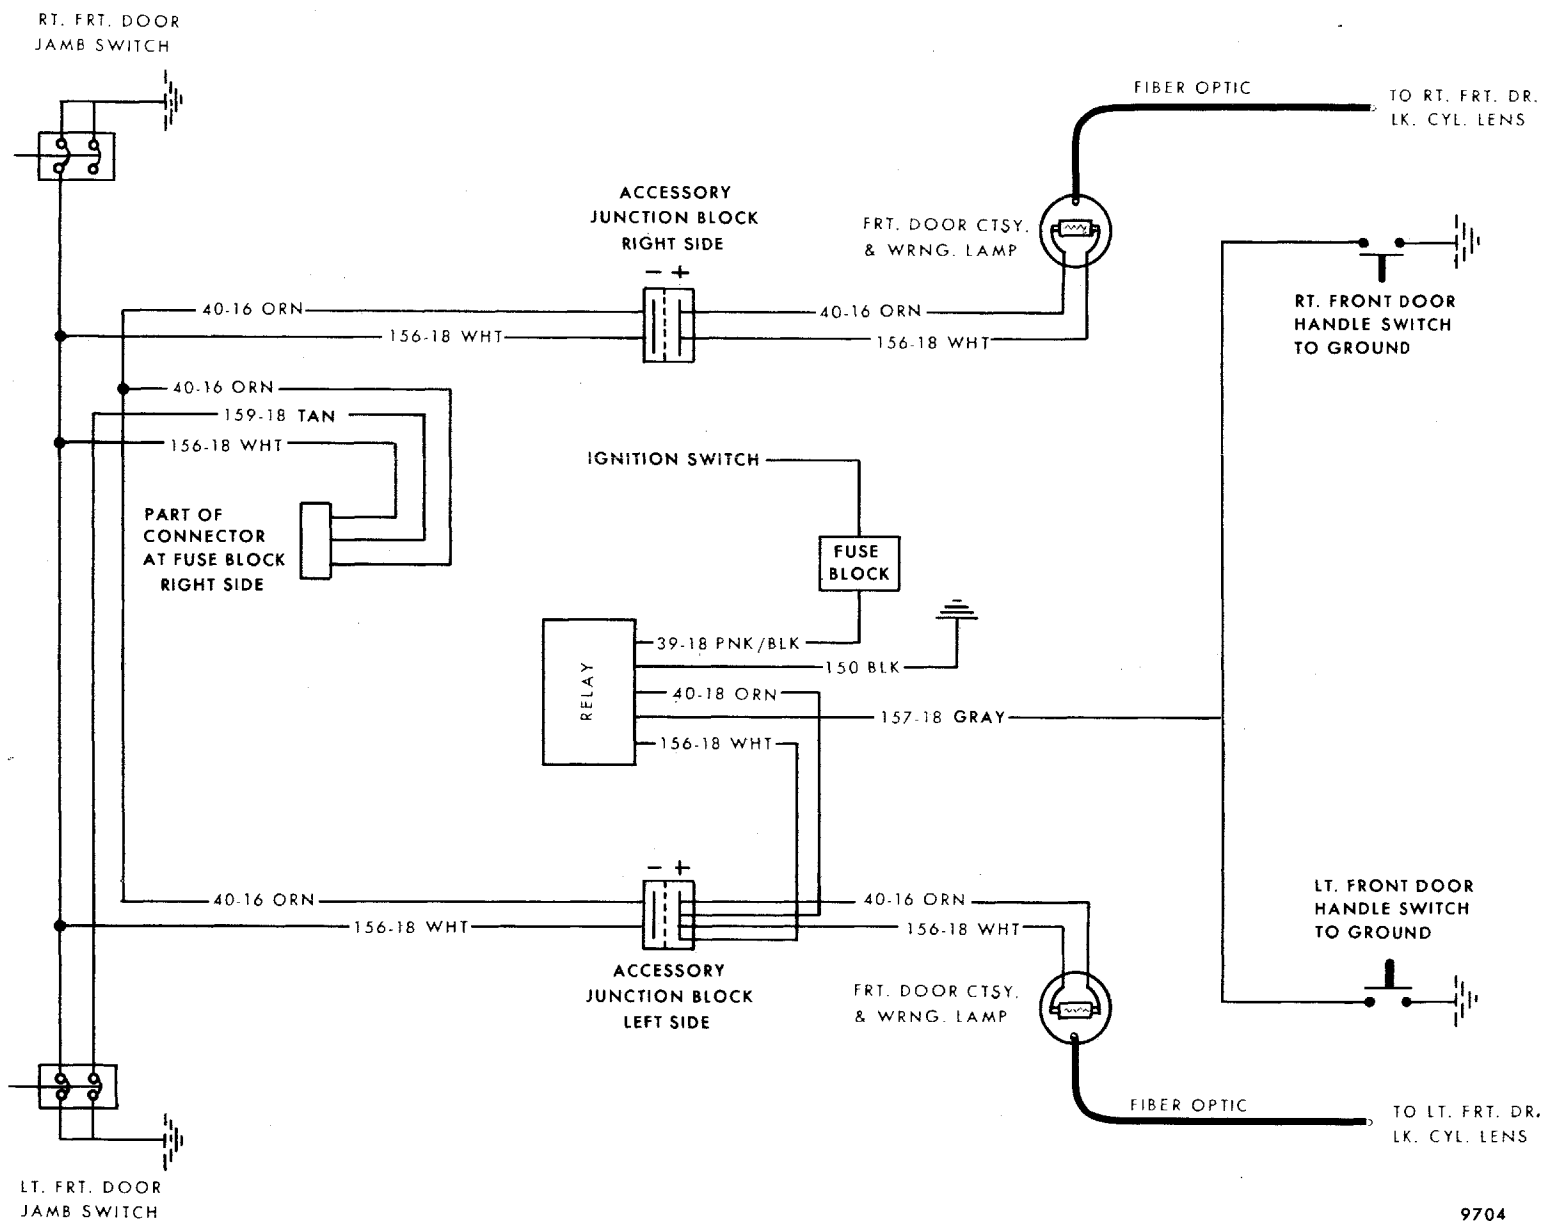 RT. FRT. DOOR
JAMB SWITCH
FIBER OPTIC
TO RT. FRT. DR.
LK. CYL. LENS
ACCESSORY
JUNCTION BLOCK
RIGHT SIDE
− +
FRT. DOOR CTSY.
& WRNG. LAMP
40-16 ORN
40-16 ORN
156-18 WHT
156-18 WHT
RT. FRONT DOOR
HANDLE SWITCH
TO GROUND
40-16 ORN
159-18 TAN
156-18 WHT
IGNITION SWITCH
PART OF
CONNECTOR
AT FUSE BLOCK
RIGHT SIDE
FUSE
BLOCK
RELAY
39-18 PNK/BLK
150 BLK
40-18 ORN
157-18 GRAY
156-18 WHT
− +
40-16 ORN
40-16 ORN
156-18 WHT
156-18 WHT
LT. FRONT DOOR
HANDLE SWITCH
TO GROUND
ACCESSORY
JUNCTION BLOCK
LEFT SIDE
FRT. DOOR CTSY.
& WRNG. LAMP
FIBER OPTIC
TO LT. FRT. DR.
LK. CYL. LENS
LT. FRT. DOOR
JAMB SWITCH
9704